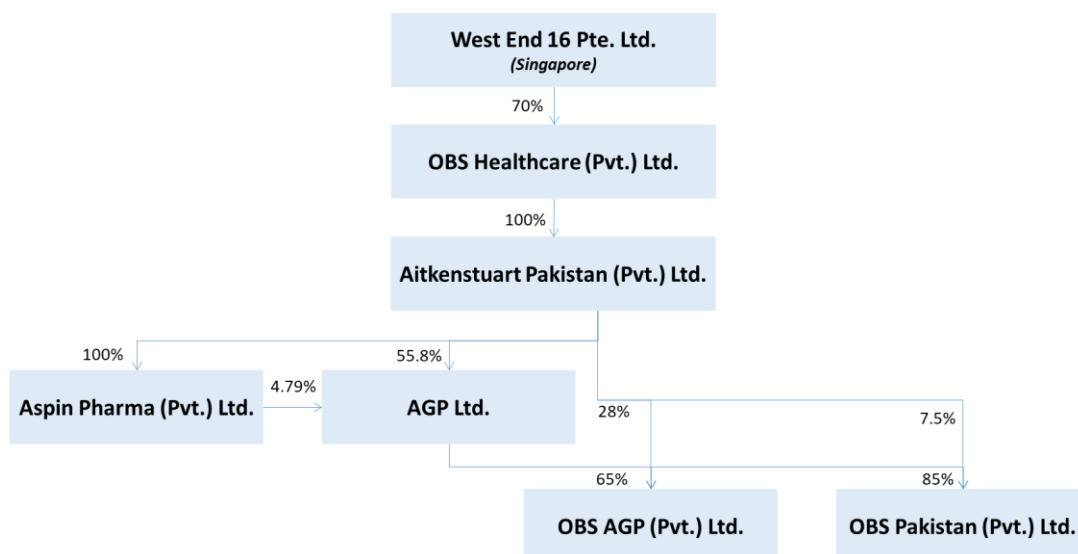 West End 16 Pte. Ltd.
(Singapore)
70%
OBS Healthcare (Pvt.) Ltd.
100%
Aitkenstuart Pakistan (Pvt.) Ltd.
100%
55.8%
Aspin Pharma (Pvt.) Ltd.
4.79%
AGP Ltd.
28%
7.5%
65%
85%
OBS AGP (Pvt.) Ltd.
OBS Pakistan (Pvt.) Ltd.